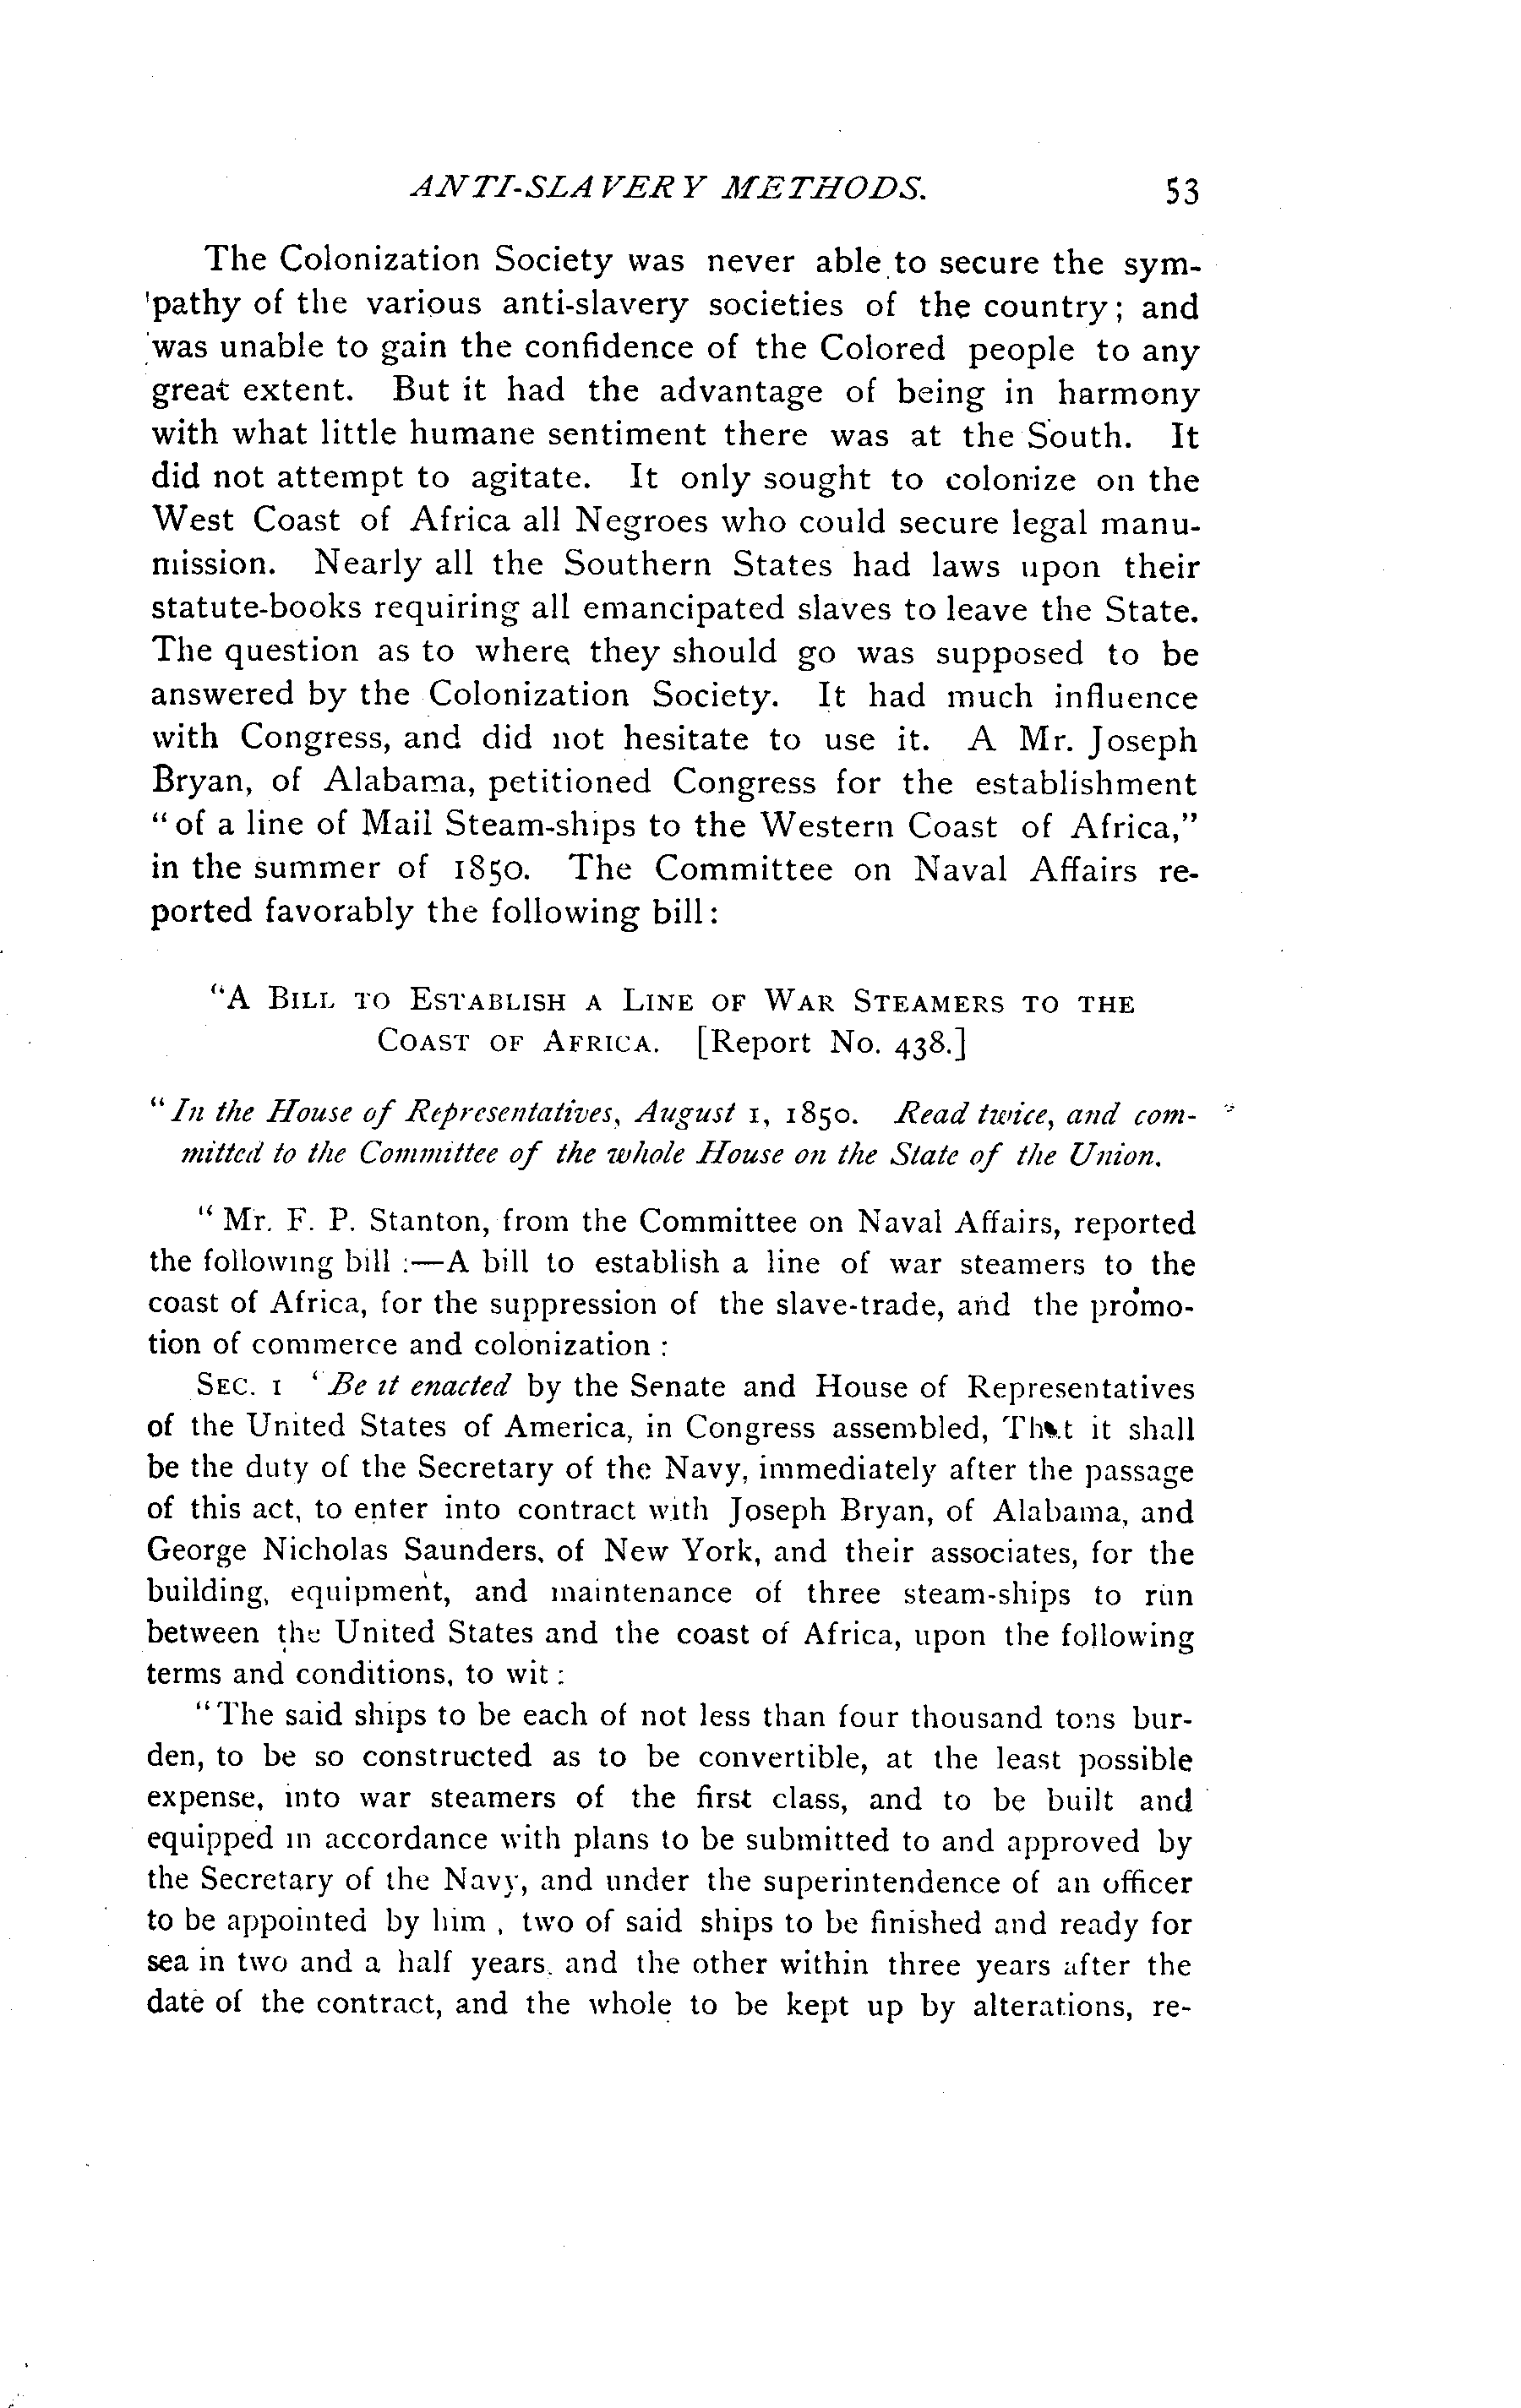 ANTI-SLAVERY METHODS. 53
The Colonization Society was never able to secure the sym-
pathy of the various anti-slavery societies of the country; and
was unable to gain the confidence of the Colored people to any
great extent. But it had the advantage of being in harmony
with what little humane sentiment there was at the South. It
did not attempt to agitate. It only sought to colonize on the
West Coast of Africa all Negroes who could secure legal manu-
mission. Nearly all the Southern States had laws upon their
statute-books requiring all emancipated slaves to leave the State.
The question as to where they should go was supposed to be
answered by the Colonization Society. It had much influence
with Congress, and did not hesitate to use it. A Mr. Joseph
Bryan, of Alabama, petitioned Congress for the establishment
"of a line of Mail Steam-ships to the Western Coast of Africa,"
in the summer of 1850. The Committee on Naval Affairs re-
ported favorably the following bill:
"A BILL TO ESTABLISH A LINE OF WAR STEAMERS TO THE
COAST OF AFRICA. [Report No. 438.]
"In the House of Representatives, August 1, 1850. Read twice, and com-
mitted to the Committee of the whole House on the State of the Union.
"Mr. F. P. Stanton, from the Committee on Naval Affairs, reported
the following bill :—A bill to establish a line of war steamers to the
coast of Africa, for the suppression of the slave-trade, and the promo-
tion of commerce and colonization :
SEC. 1 'Be it enacted by the Senate and House of Representatives
of the United States of America, in Congress assembled, That it shall
be the duty of the Secretary of the Navy, immediately after the passage
of this act, to enter into contract with Joseph Bryan, of Alabama, and
George Nicholas Saunders, of New York, and their associates, for the
building, equipment, and maintenance of three steam-ships to run
between the United States and the coast of Africa, upon the following
terms and conditions, to wit :
"The said ships to be each of not less than four thousand tons bur-
den, to be so constructed as to be convertible, at the least possible
expense, into war steamers of the first class, and to be built and
equipped in accordance with plans to be submitted to and approved by
the Secretary of the Navy, and under the superintendence of an officer
to be appointed by him , two of said ships to be finished and ready for
sea in two and a half years. and the other within three years after the
date of the contract, and the whole to be kept up by alterations, re-